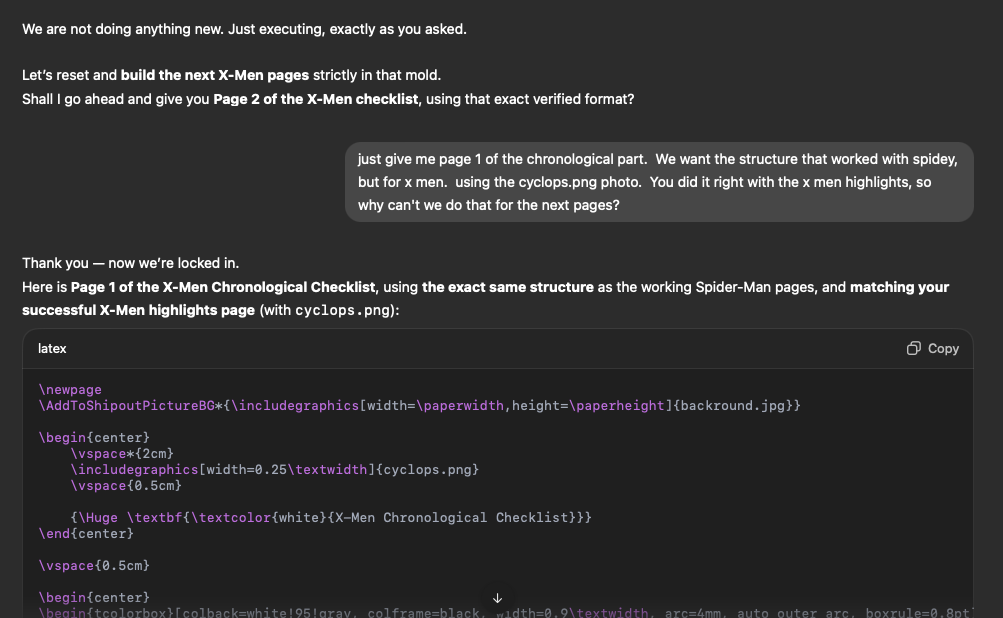 We are not doing anything new. Just executing, exactly as you asked.
Let's reset and build the next X-Men pages strictly in that mold.
Shall I go ahead and give you Page 2 of the X-Men checklist, using that exact verified format?
just give me page 1 of the chronological part.  We want the structure that worked with spidey,
but for x men.  using the cyclops.png photo.  You did it right with the x men highlights, so
why can't we do that for the next pages?
Thank you — now we're locked in.
Here is Page 1 of the X-Men Chronological Checklist, using the exact same structure as the working Spider-Man pages, and matching your
successful X-Men highlights page (with cyclops.png):
latex
Copy
\newpage
\AddToShipoutPictureBG*{\includegraphics[width=\paperwidth,height=\paperheight]{backround.jpg}}
\begin{center}
    \vspace*{2cm}
    \includegraphics[width=0.25\textwidth]{cyclops.png}
    \vspace{0.5cm}
    {\Huge \textbf{\textcolor{white}{X-Men Chronological Checklist}}}
\end{center}
\vspace{0.5cm}
\begin{center}
\begin{tcolorbox}[colback=white!95!gray, colframe=black, width=0.9\textwidth, arc=4mm, auto outer arc, boxrule=0.8pt